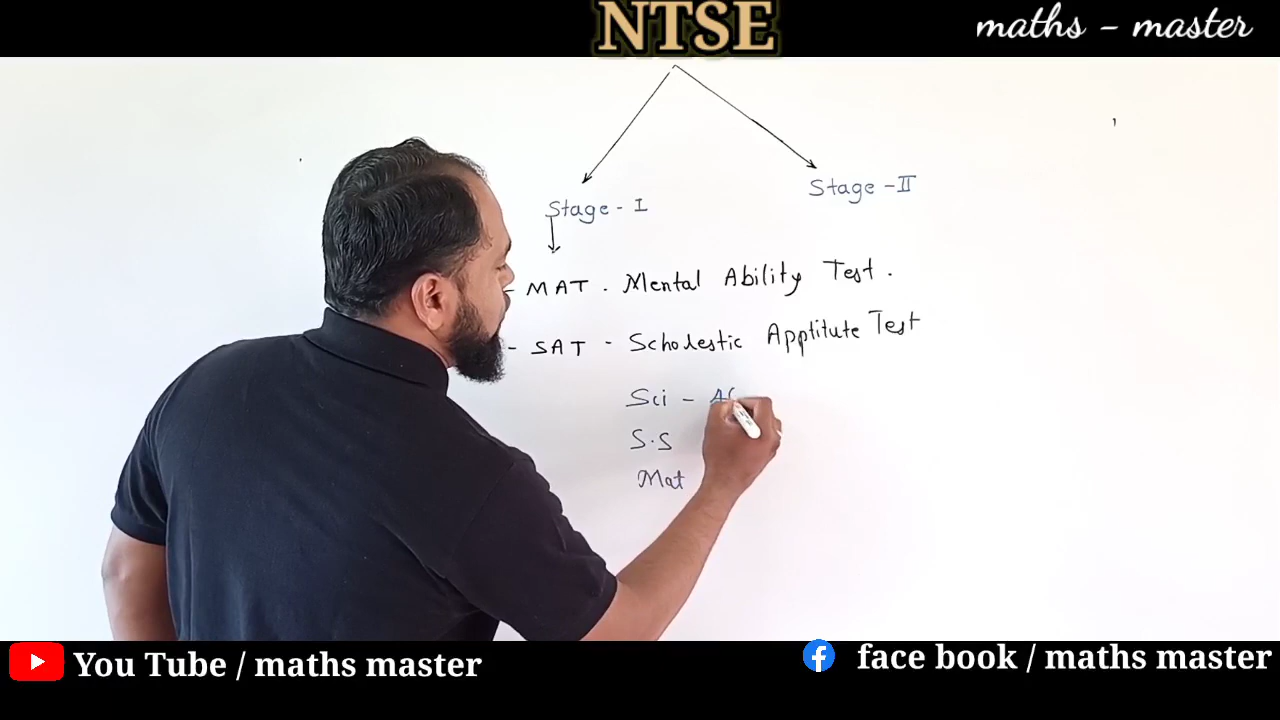 NTSE
maths - master
Stage - I
Stage - II
- MAT . Mental Ability Test .
- SAT - Scholestic Apptitute Test
Sci -
S.S
Mat
You Tube / maths master
face book / maths master